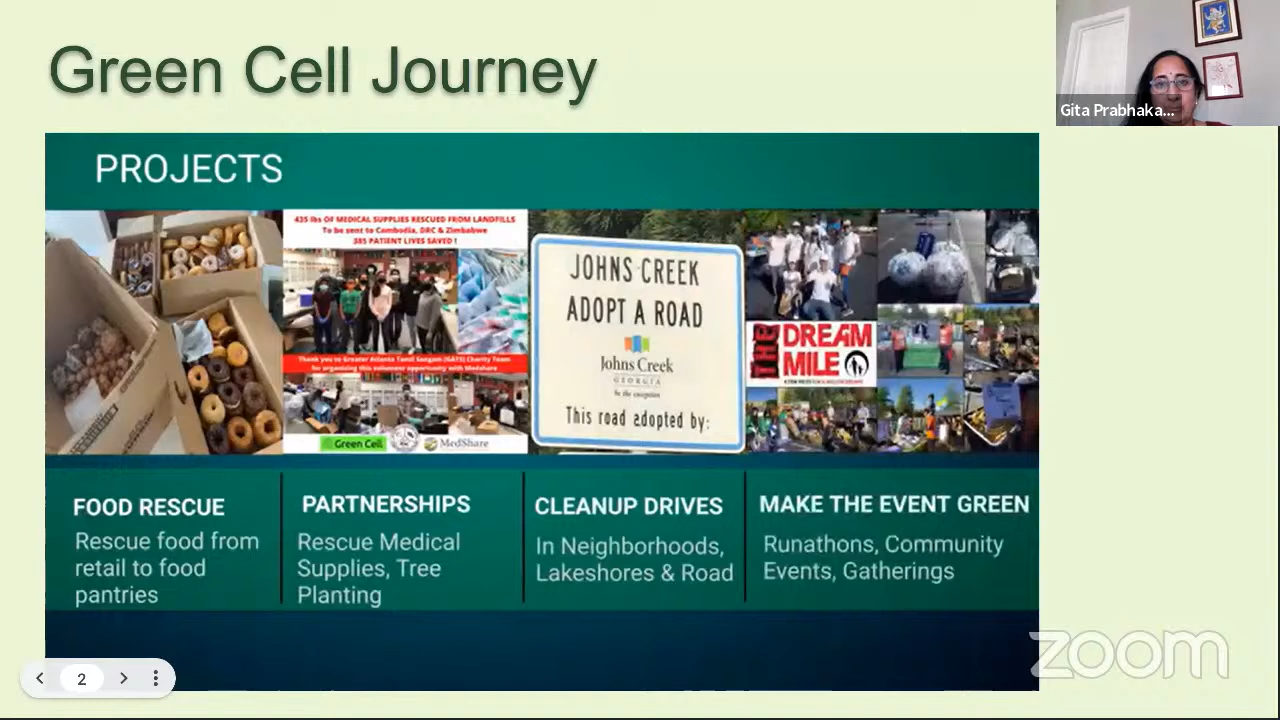 Green Cell Journey
Gita Prabhaka...
PROJECTS
435 lbs OF MEDICAL SUPPLIES RESCUED FROM LANDFILLS
To be sent to Cambodia, DRC & Zimbabwe
385 PATIENT LIVES SAVED !
Thank you to Greater Atlanta Tamil Sangam (GATS) Charity Team
for organizing this volunteer opportunity with Medshare
Green Cell
MedShare
JOHNS CREEK
ADOPT A ROAD
Johns Creek
GEORGIA
Be the exception
This road adopted by:
THE
DREAM
MILE
FOOD RESCUE
Rescue food from
retail to food
pantries
PARTNERSHIPS
Rescue Medical
Supplies, Tree
Planting
CLEANUP DRIVES
In Neighborhoods,
Lakeshores & Road
MAKE THE EVENT GREEN
Runathons, Community
Events, Gatherings
2
zoom